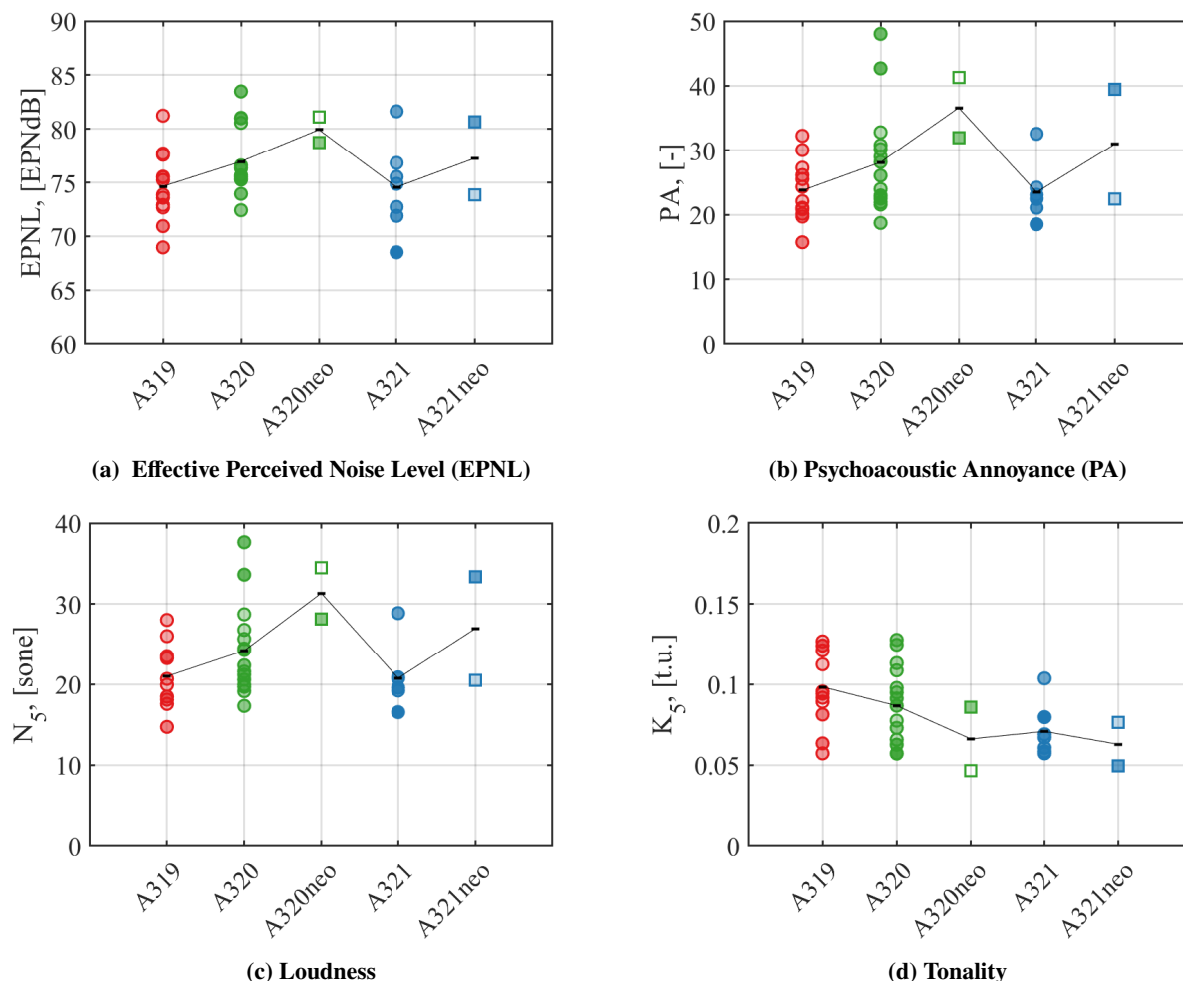 90
85
80
75
70
65
60
EPNL, [EPNdB]
A319
A320
A320neo
A321
A321neo
(a) Effective Perceived Noise Level (EPNL)
50
40
30
20
10
0
PA, [-]
A319
A320
A320neo
A321
A321neo
(b) Psychoacoustic Annoyance (PA)
40
30
20
10
0
N5, [sone]
A319
A320
A320neo
A321
A321neo
(c) Loudness
0.2
0.15
0.1
0.05
0
K5, [t.u.]
A319
A320
A320neo
A321
A321neo
(d) Tonality